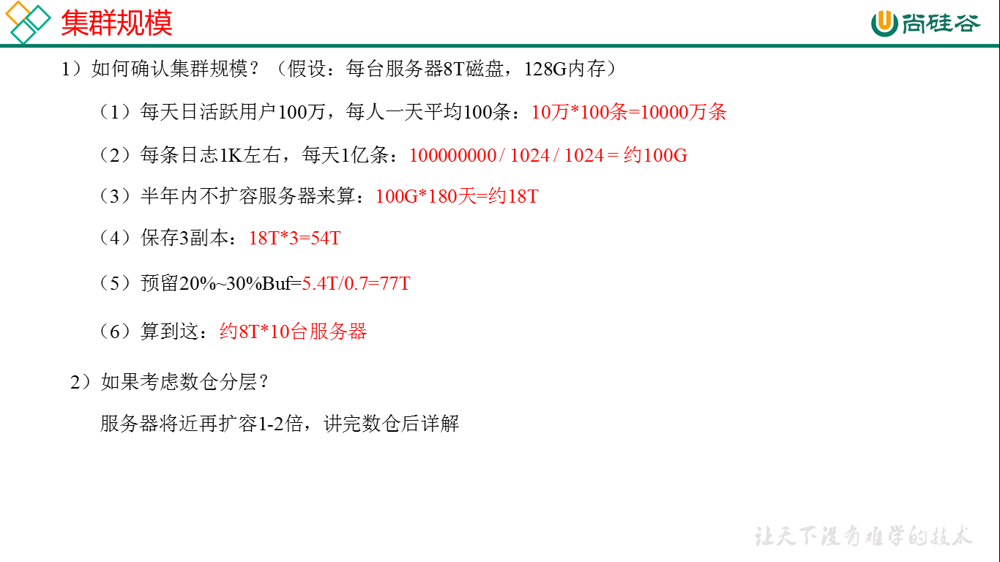 集群规模
尚硅谷
1）如何确认集群规模？（假设：每台服务器8T磁盘，128G内存）
（1）每天日活跃用户100万，每人一天平均100条：10万*100条=10000万条
（2）每条日志1K左右，每天1亿条：100000000 / 1024 / 1024 = 约100G
（3）半年内不扩容服务器来算：100G*180天=约18T
（4）保存3副本：18T*3=54T
（5）预留20%~30%Buf=5.4T/0.7=77T
（6）算到这：约8T*10台服务器
2）如果考虑数仓分层？
服务器将近再扩容1-2倍，讲完数仓后详解
让天下没有难学的技术